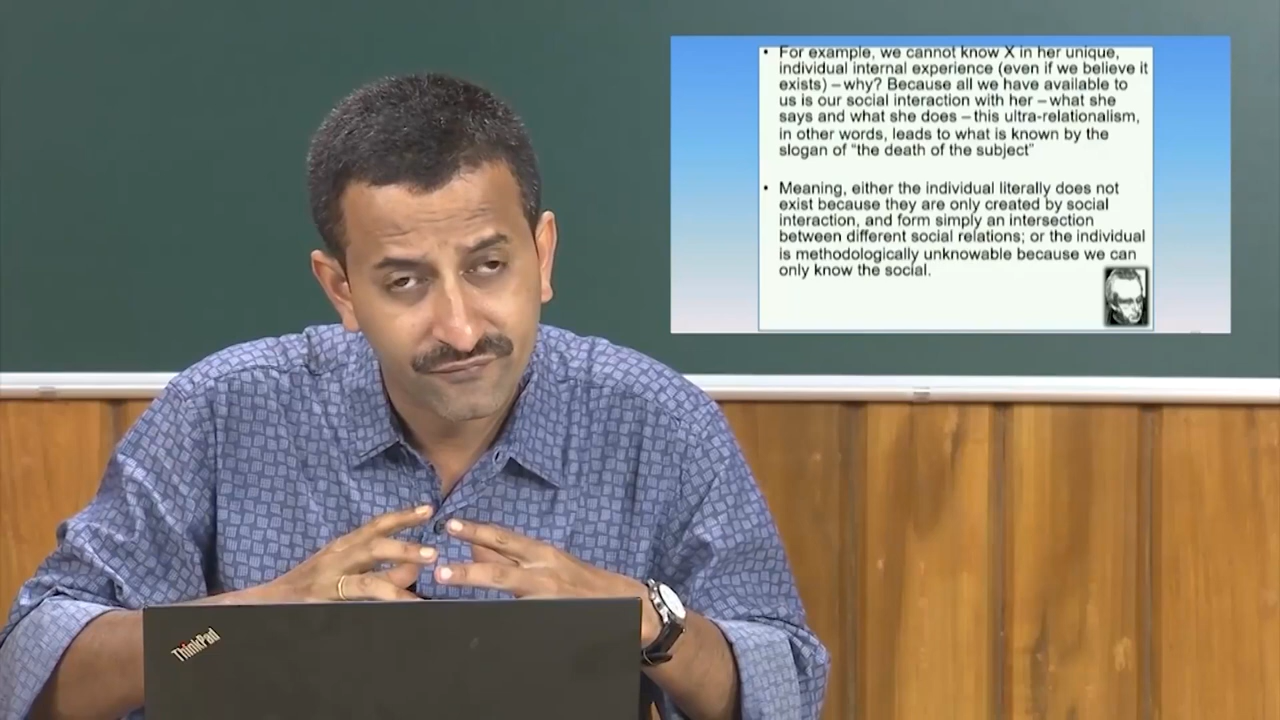 • For example, we cannot know X in her unique,
individual internal experience (even if we believe it
exists) – why? Because all we have available to
us is our social interaction with her – what she
says and what she does – this ultra-relationalism,
in other words, leads to what is known by the
slogan of “the death of the subject”
• Meaning, either the individual literally does not
exist because they are only created by social
interaction, and form simply an intersection
between different social relations; or the individual
is methodologically unknowable because we can
only know the social.
ThinkPad